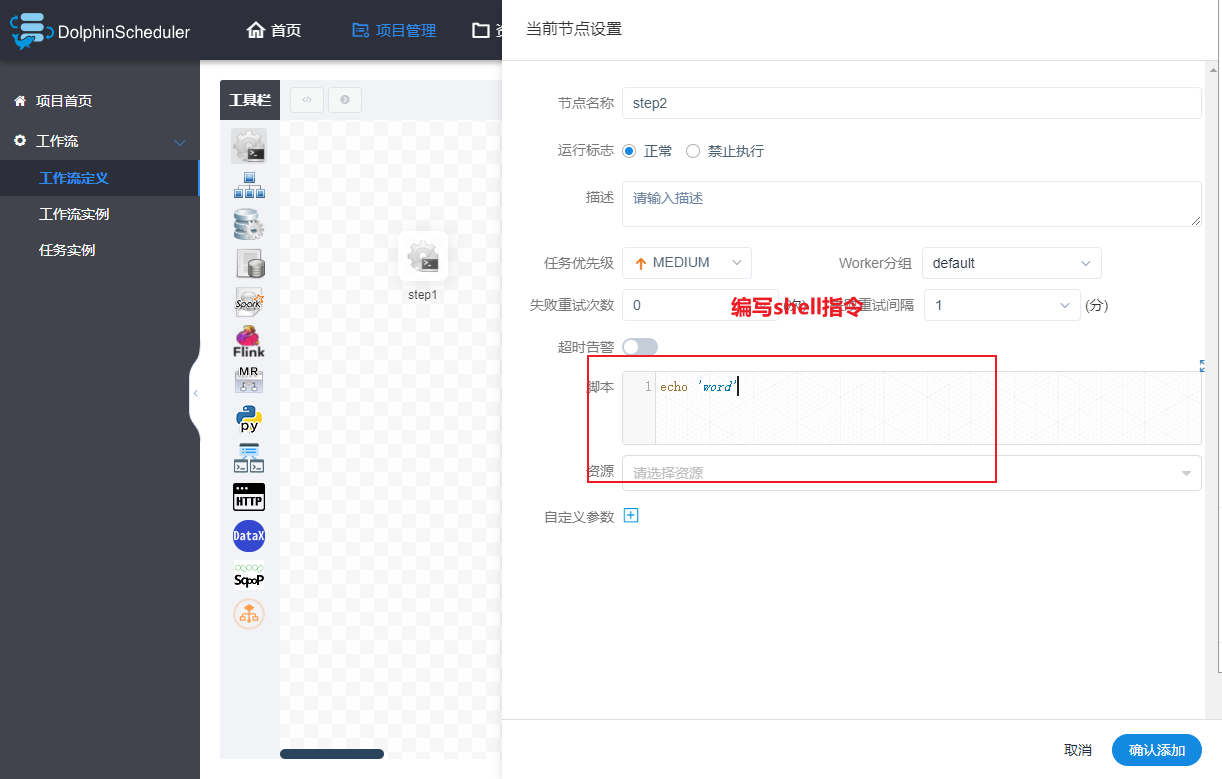 DolphinScheduler
首页
项目管理
项目首页
工作流
工作流定义
工作流实例
任务实例
工具栏
Spark
Flink
MR
py
HTTP
DataX
Sqoop
step1
当前节点设置
节点名称 step2
运行标志 正常 禁止执行
描述 请输入描述
任务优先级 MEDIUM Worker分组 default
失败重试次数 0 重试间隔 1 (分)
编写shell指令
超时告警
脚本 1 echo 'word'
资源 请选择资源
自定义参数
取消 确认添加